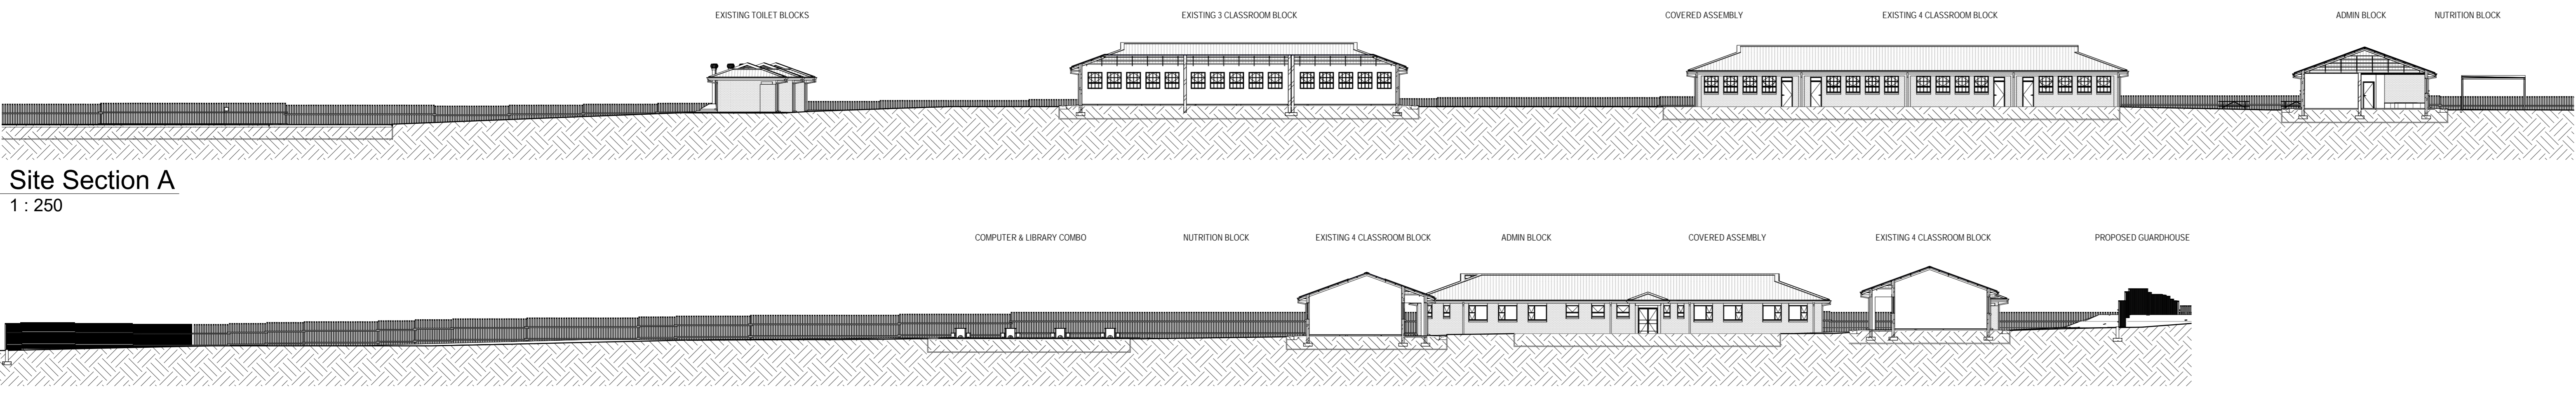 EXISTING TOILET BLOCKS
EXISTING 3 CLASSROOM BLOCK
COVERED ASSEMBLY
EXISTING 4 CLASSROOM BLOCK
ADMIN BLOCK
NUTRITION BLOCK
Site Section A
1 : 250
COMPUTER & LIBRARY COMBO
NUTRITION BLOCK
EXISTING 4 CLASSROOM BLOCK
ADMIN BLOCK
COVERED ASSEMBLY
EXISTING 4 CLASSROOM BLOCK
PROPOSED GUARDHOUSE